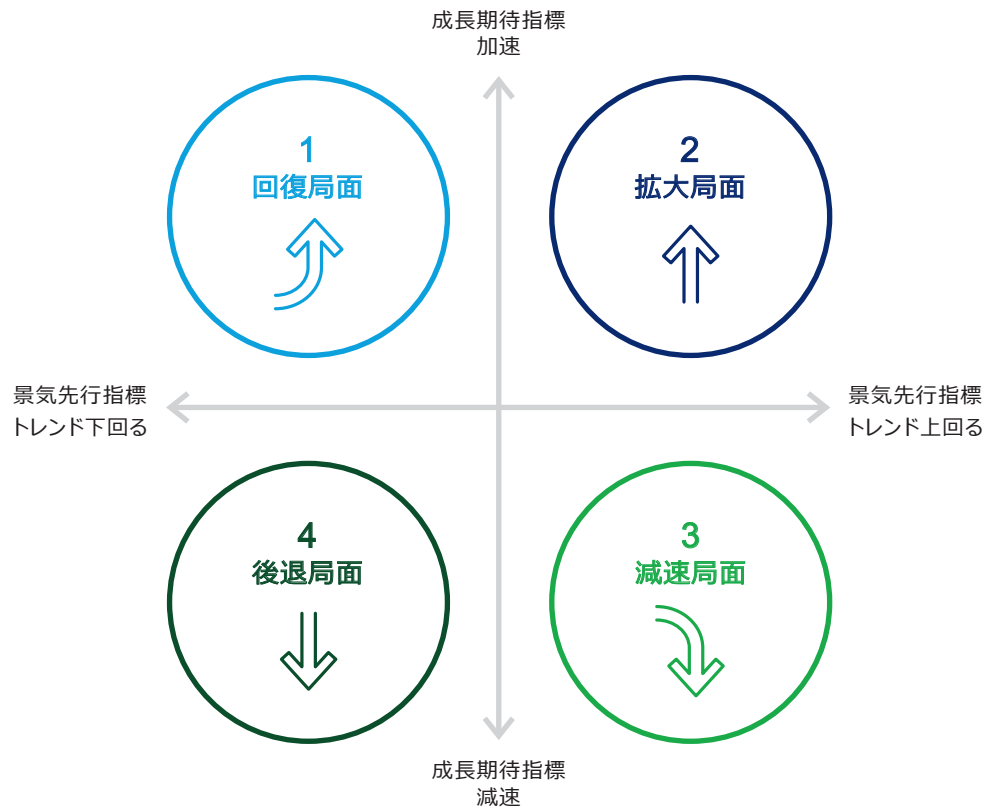 成長期待指標
加速
1
回復局面
2
拡大局面
景気先行指標
トレンド下回る
景気先行指標
トレンド上回る
4
後退局面
3
減速局面
成長期待指標
減速